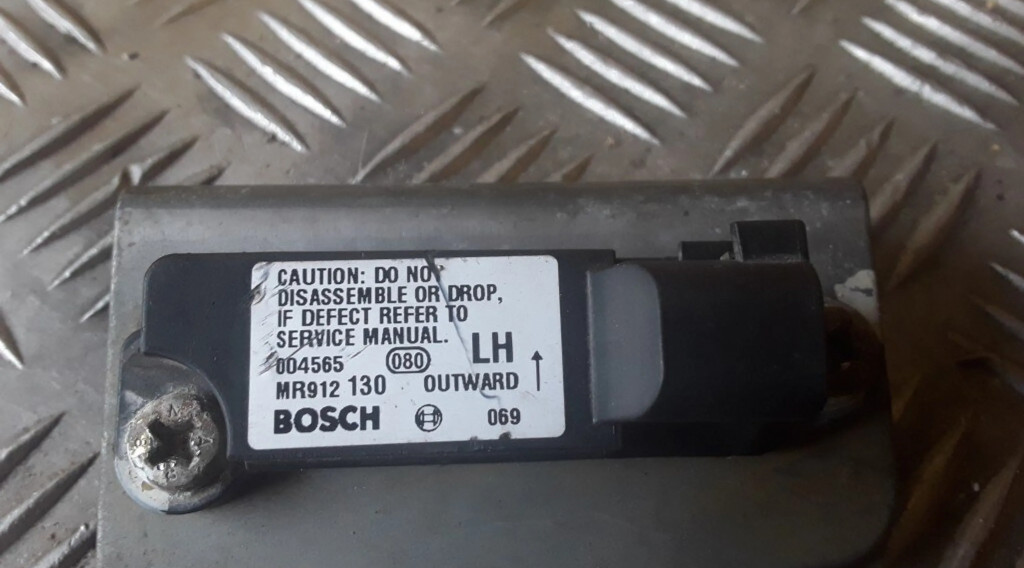 CAUTION: DO NOT
DISASSEMBLE OR DROP,
IF DEFECT REFER TO
SERVICE MANUAL.
004565 080 LH
MR912 130 OUTWARD ↑
BOSCH 069